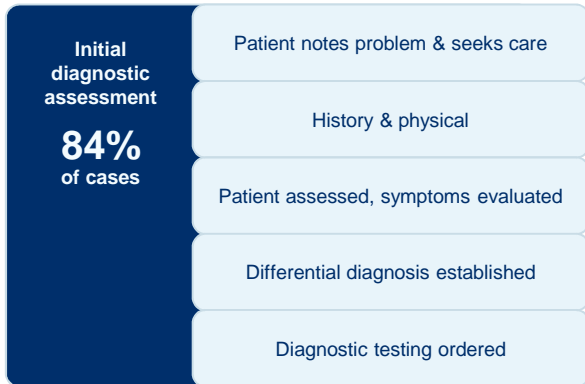 Initial
diagnostic
assessment
84%
of cases
Patient notes problem & seeks care
History & physical
Patient assessed, symptoms evaluated
Differential diagnosis established
Diagnostic testing ordered